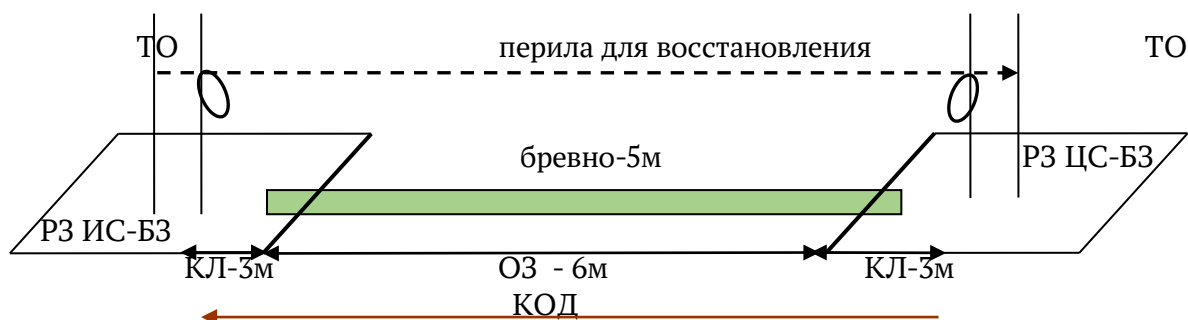 ТО перила для восстановления ТО
бревно-5м
РЗ ЦС-БЗ
РЗ ИС-БЗ
КЛ-3м ОЗ - 6м КЛ-3м
КОД